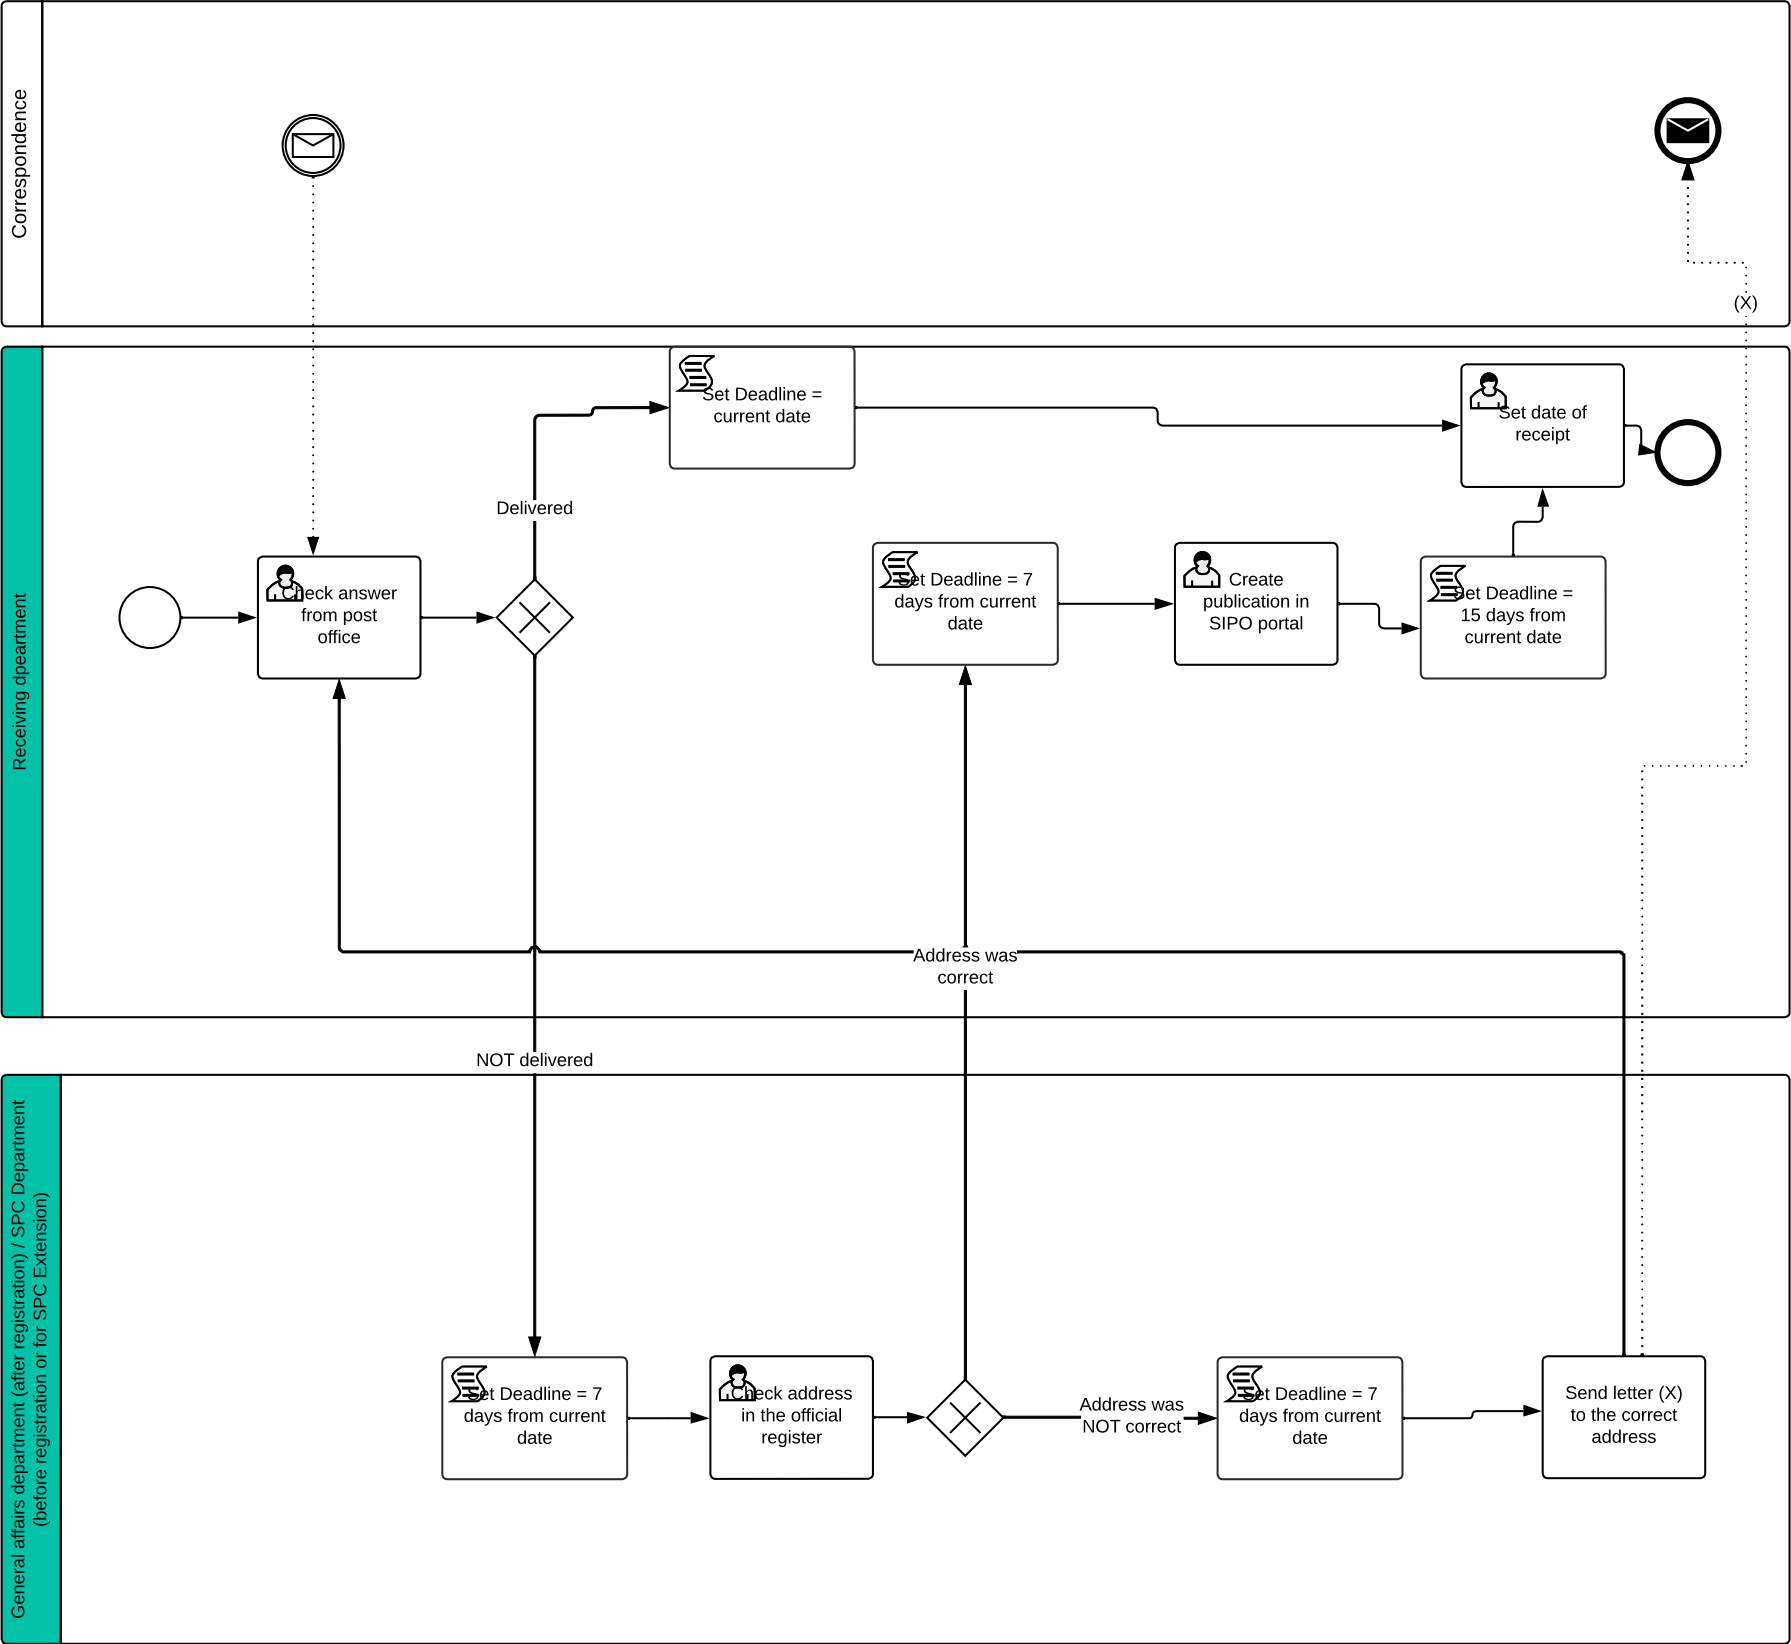 Correspondence
(X)
Receiving dpeartment
Set Deadline =
current date
Set date of
receipt
Delivered
Check answer
from post
office
Set Deadline = 7
days from current
date
Create
publication in
SIPO portal
Set Deadline =
15 days from
current date
Address was
correct
NOT delivered
General affairs department (after registration) / SPC Department
(before registration or for SPC Extension)
Set Deadline = 7
days from current
date
Check address
in the official
register
Address was
NOT correct
Set Deadline = 7
days from current
date
Send letter (X)
to the correct
address